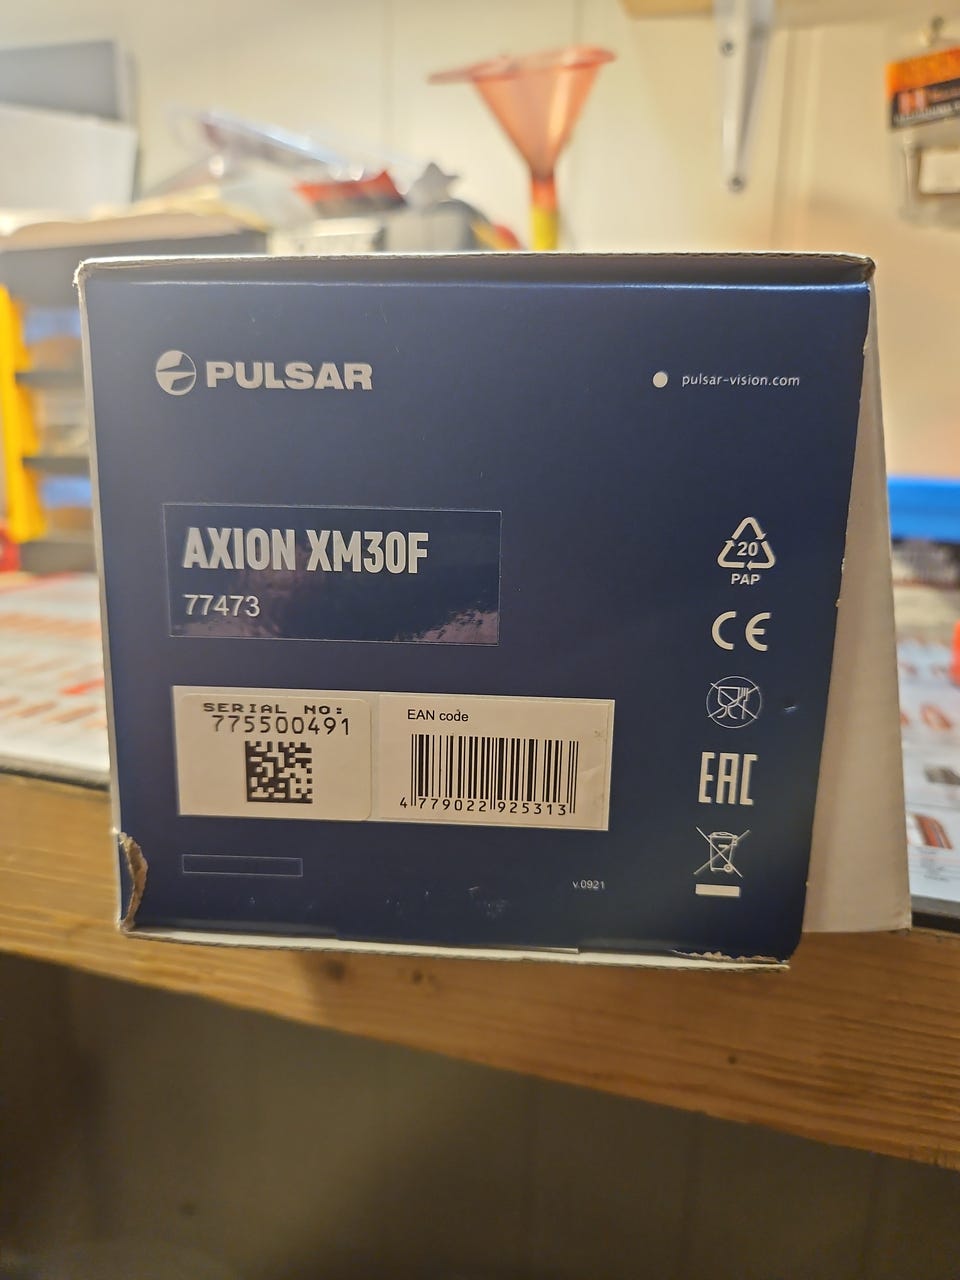 PULSAR
pulsar-vision.com
AXION XM30F
77473
20
PAP
CE
SERIAL NO:
775500491
EAN code
4 779022 925313
EAC
v.0921